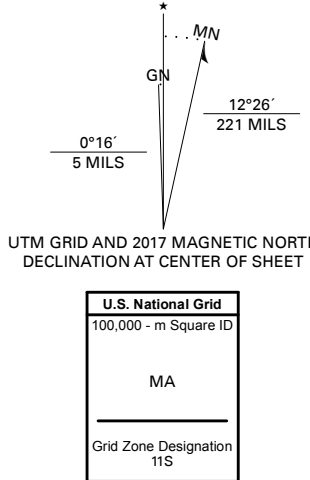 ★
MN
GN
0°16´
5 MILS
12°26´
221 MILS
UTM GRID AND 2017 MAGNETIC NORTH
DECLINATION AT CENTER OF SHEET
U.S. National Grid
100,000 - m Square ID
MA
Grid Zone Designation
11S